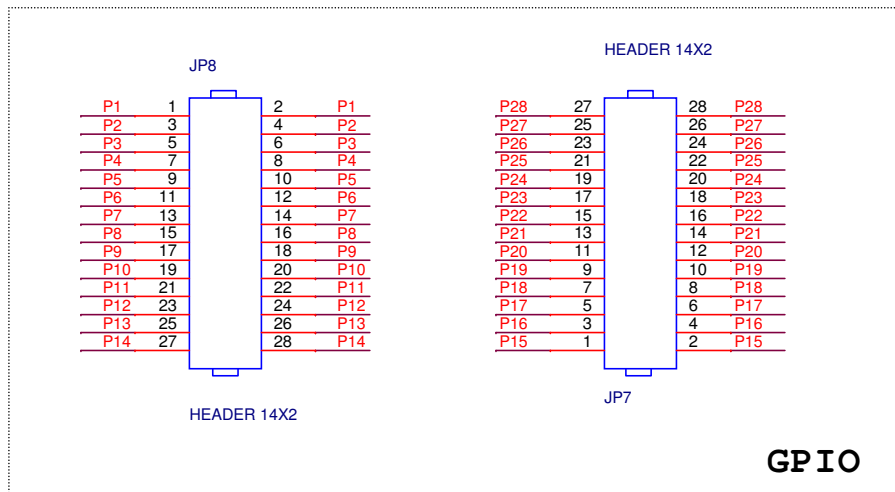 HEADER 14X2
JP8
P1 1 2 P1 P28 27 28 P28
P2 3 4 P2 P27 25 26 P27
P3 5 6 P3 P26 23 24 P26
P4 7 8 P4 P25 21 22 P25
P5 9 10 P5 P24 19 20 P24
P6 11 12 P6 P23 17 18 P23
P7 13 14 P7 P22 15 16 P22
P8 15 16 P8 P21 13 14 P21
P9 17 18 P9 P20 11 12 P20
P10 19 20 P10 P19 9 10 P19
P11 21 22 P11 P18 7 8 P18
P12 23 24 P12 P17 5 6 P17
P13 25 26 P13 P16 3 4 P16
P14 27 28 P14 P15 1 2 P15
JP7
HEADER 14X2
GPIO